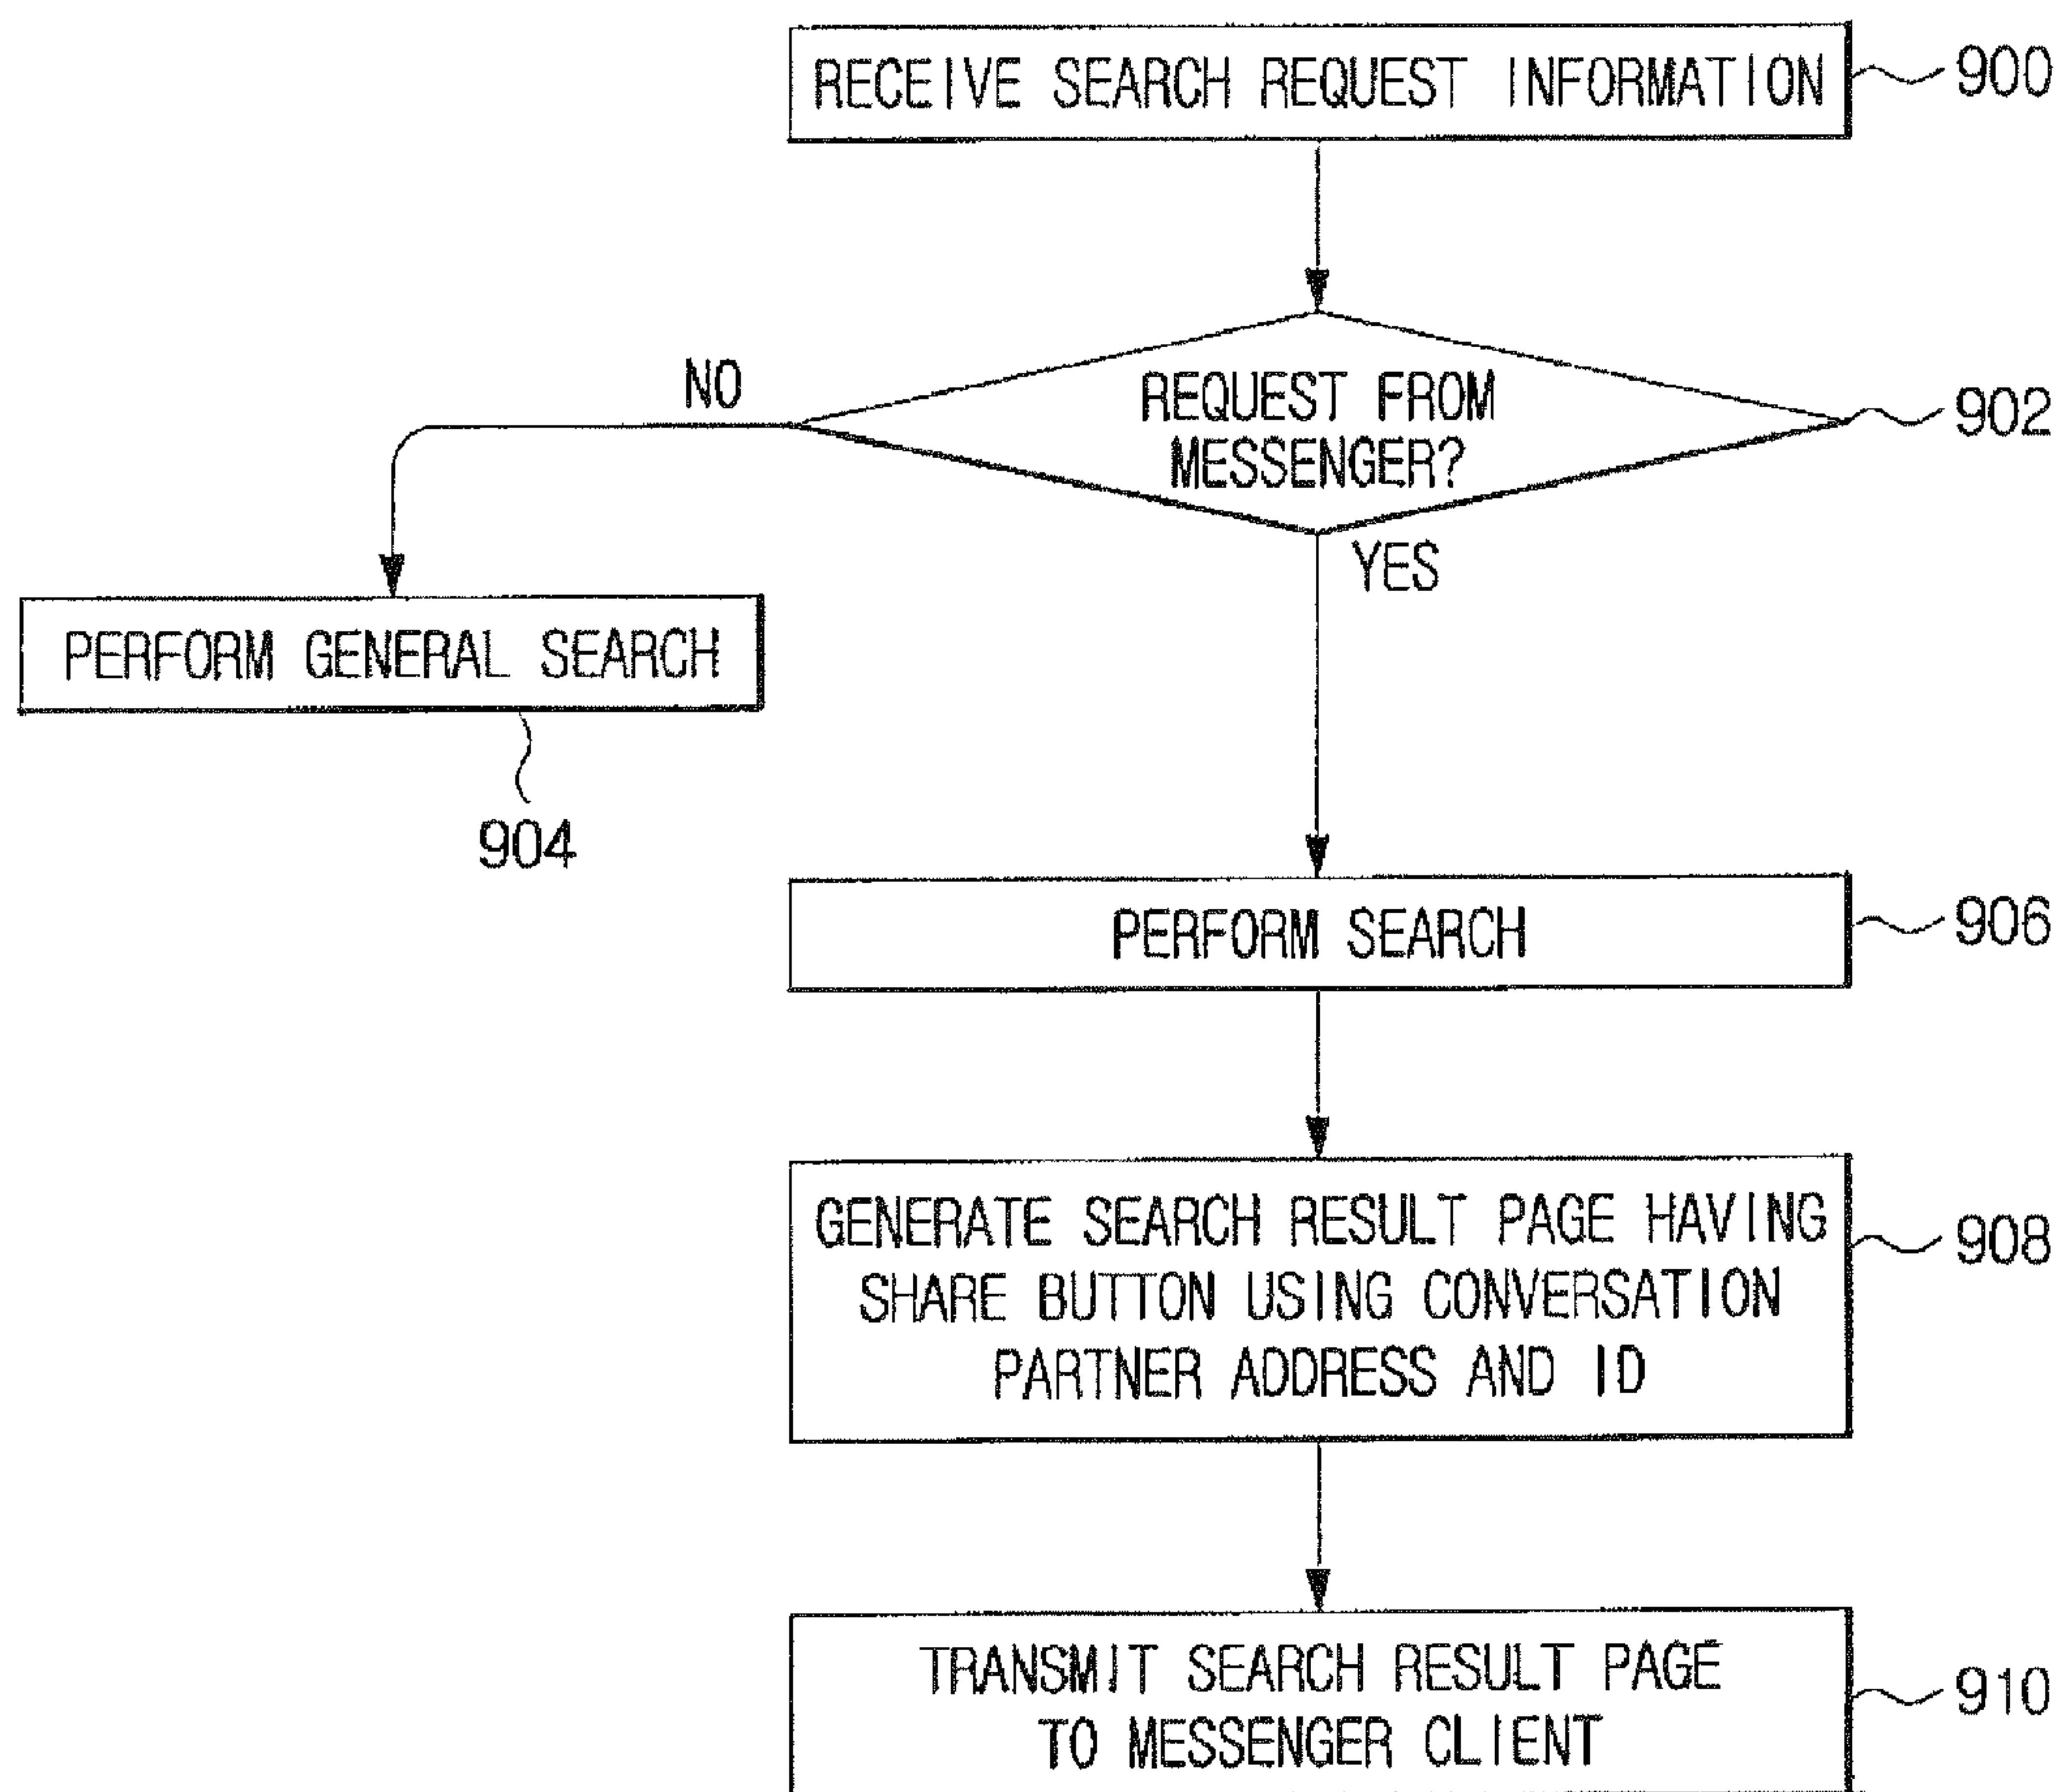 RECEIVE SEARCH REQUEST INFORMATION
900
REQUEST FROM
MESSENGER?
902
NO
YES
PERFORM GENERAL SEARCH
904
PERFORM SEARCH
906
GENERATE SEARCH RESULT PAGE HAVING
SHARE BUTTON USING CONVERSATION
PARTNER ADDRESS AND ID
908
TRANSMIT SEARCH RESULT PAGE
TO MESSENGER CLIENT
910